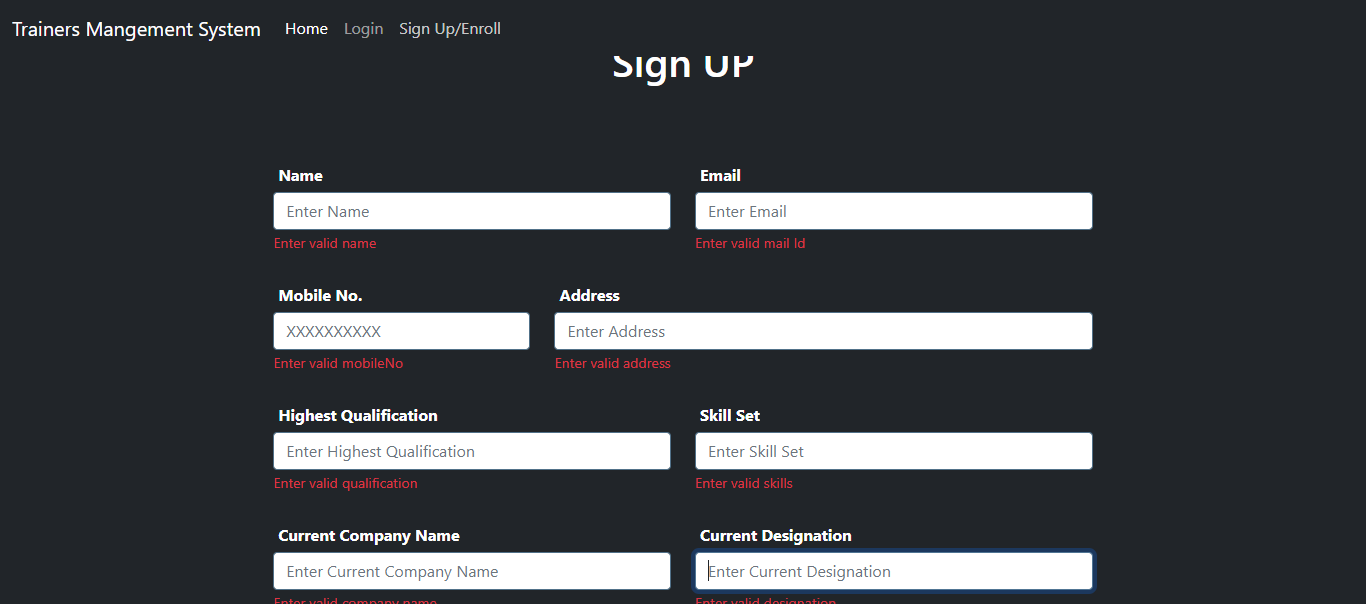 Trainers Mangement System Home Login Sign Up/Enroll
Sign UP
Name Email
Enter Name Enter Email
Enter valid name Enter valid mail Id
Mobile No. Address
XXXXXXXXXX Enter Address
Enter valid mobileNo Enter valid address
Highest Qualification Skill Set
Enter Highest Qualification Enter Skill Set
Enter valid qualification Enter valid skills
Current Company Name Current Designation
Enter Current Company Name Enter Current Designation
Enter valid company name Enter valid designation